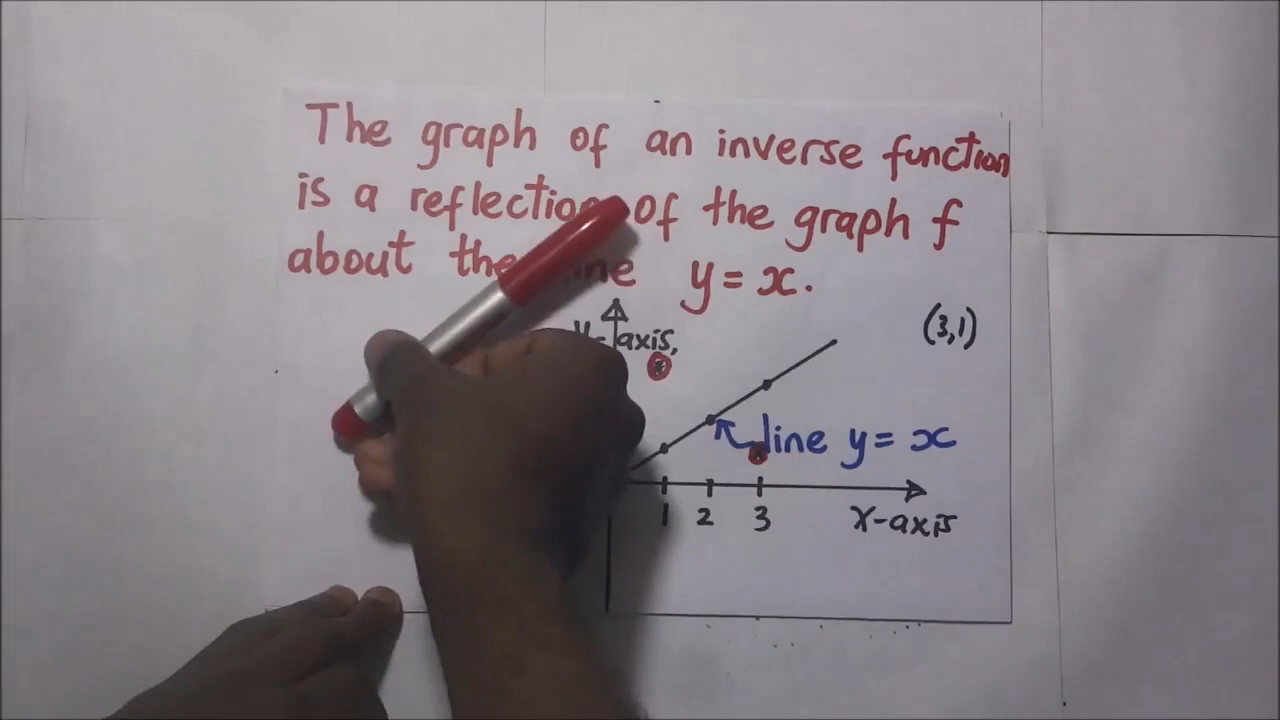 The graph of an inverse function
is a reflection of the graph f
about the line y = x.
axis,
(3,1)
line y = x
1 2 3
X-axis